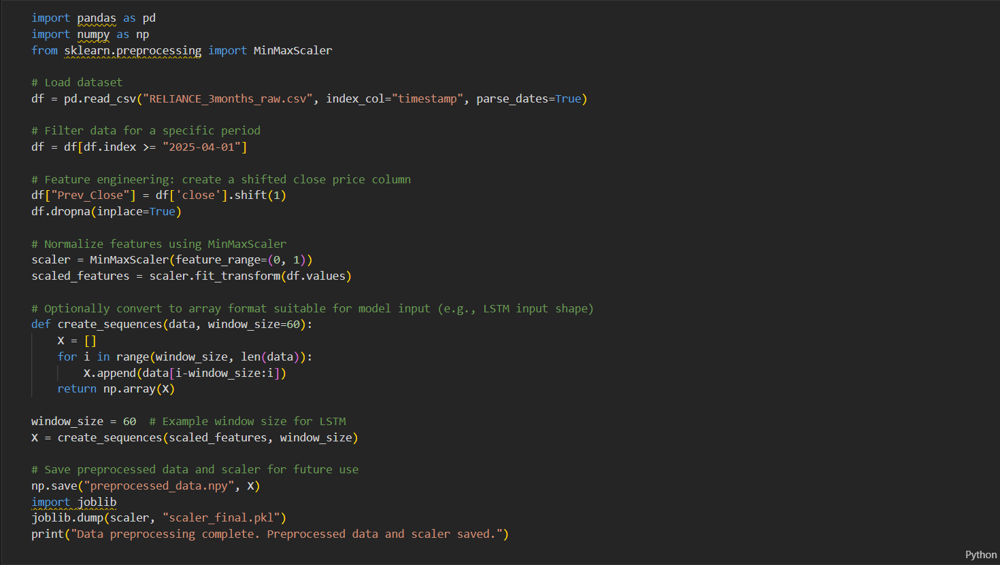 import pandas as pd
import numpy as np
from sklearn.preprocessing import MinMaxScaler
# Load dataset
df = pd.read_csv("RELIANCE_3months_raw.csv", index_col="timestamp", parse_dates=True)
# Filter data for a specific period
df = df[df.index >= "2025-04-01"]
# Feature engineering: create a shifted close price column
df["Prev_Close"] = df['close'].shift(1)
df.dropna(inplace=True)
# Normalize features using MinMaxScaler
scaler = MinMaxScaler(feature_range=(0, 1))
scaled_features = scaler.fit_transform(df.values)
# Optionally convert to array format suitable for model input (e.g., LSTM input shape)
def create_sequences(data, window_size=60):
    X = []
    for i in range(window_size, len(data)):
        X.append(data[i-window_size:i])
    return np.array(X)
window_size = 60  # Example window size for LSTM
X = create_sequences(scaled_features, window_size)
# Save preprocessed data and scaler for future use
np.save("preprocessed_data.npy", X)
import joblib
joblib.dump(scaler, "scaler_final.pkl")
print("Data preprocessing complete. Preprocessed data and scaler saved.")
Python